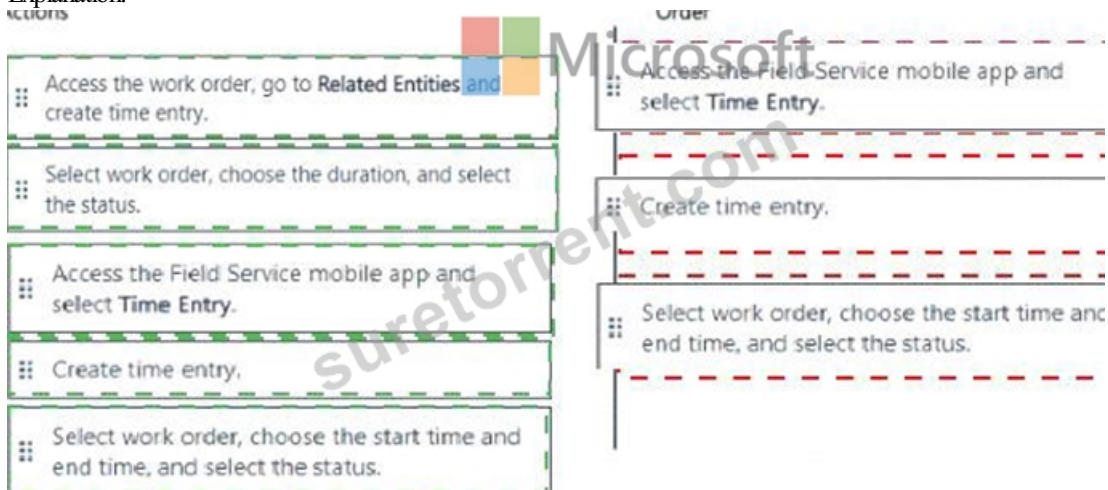 Explanation:
Actions
Access the work order, go to Related Entities and
create time entry.
Select work order, choose the duration, and select
the status.
Access the Field Service mobile app and
select Time Entry.
Create time entry.
Select work order, choose the start time and
end time, and select the status.
Order
Microsoft
Access the Field Service mobile app and
select Time Entry.
Create time entry.
Select work order, choose the start time and
end time, and select the status.
suretorrent.com